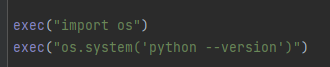 exec("import os")
exec("os.system('python --version')")